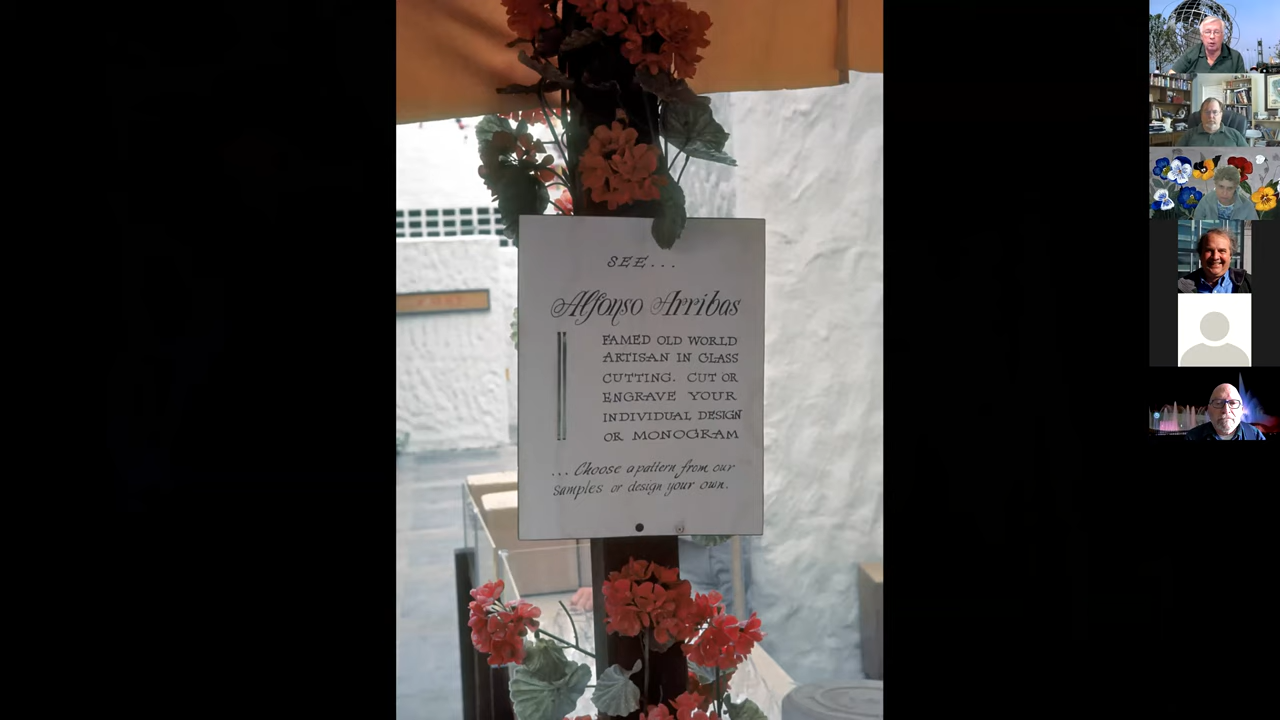 SEE...
Alfonso Arribas
FAMED OLD WORLD
ARTISAN IN GLASS
CUTTING. CUT OR
ENGRAVE YOUR
INDIVIDUAL DESIGN
OR MONOGRAM
... Choose a pattern from our
samples or design your own.